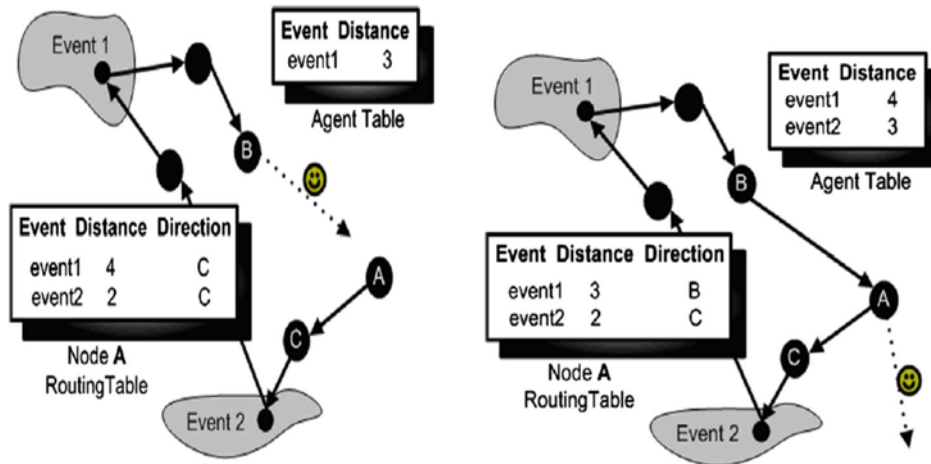 Event 1
Event Distance
event1 3
Agent Table
B
Event Distance Direction
event1 4 C
event2 2 C
A
C
Node A
RoutingTable
Event 2
Event 1
Event Distance
event1 4
event2 3
Agent Table
B
Event Distance Direction
event1 3 B
event2 2 C
A
C
Node A
RoutingTable
Event 2